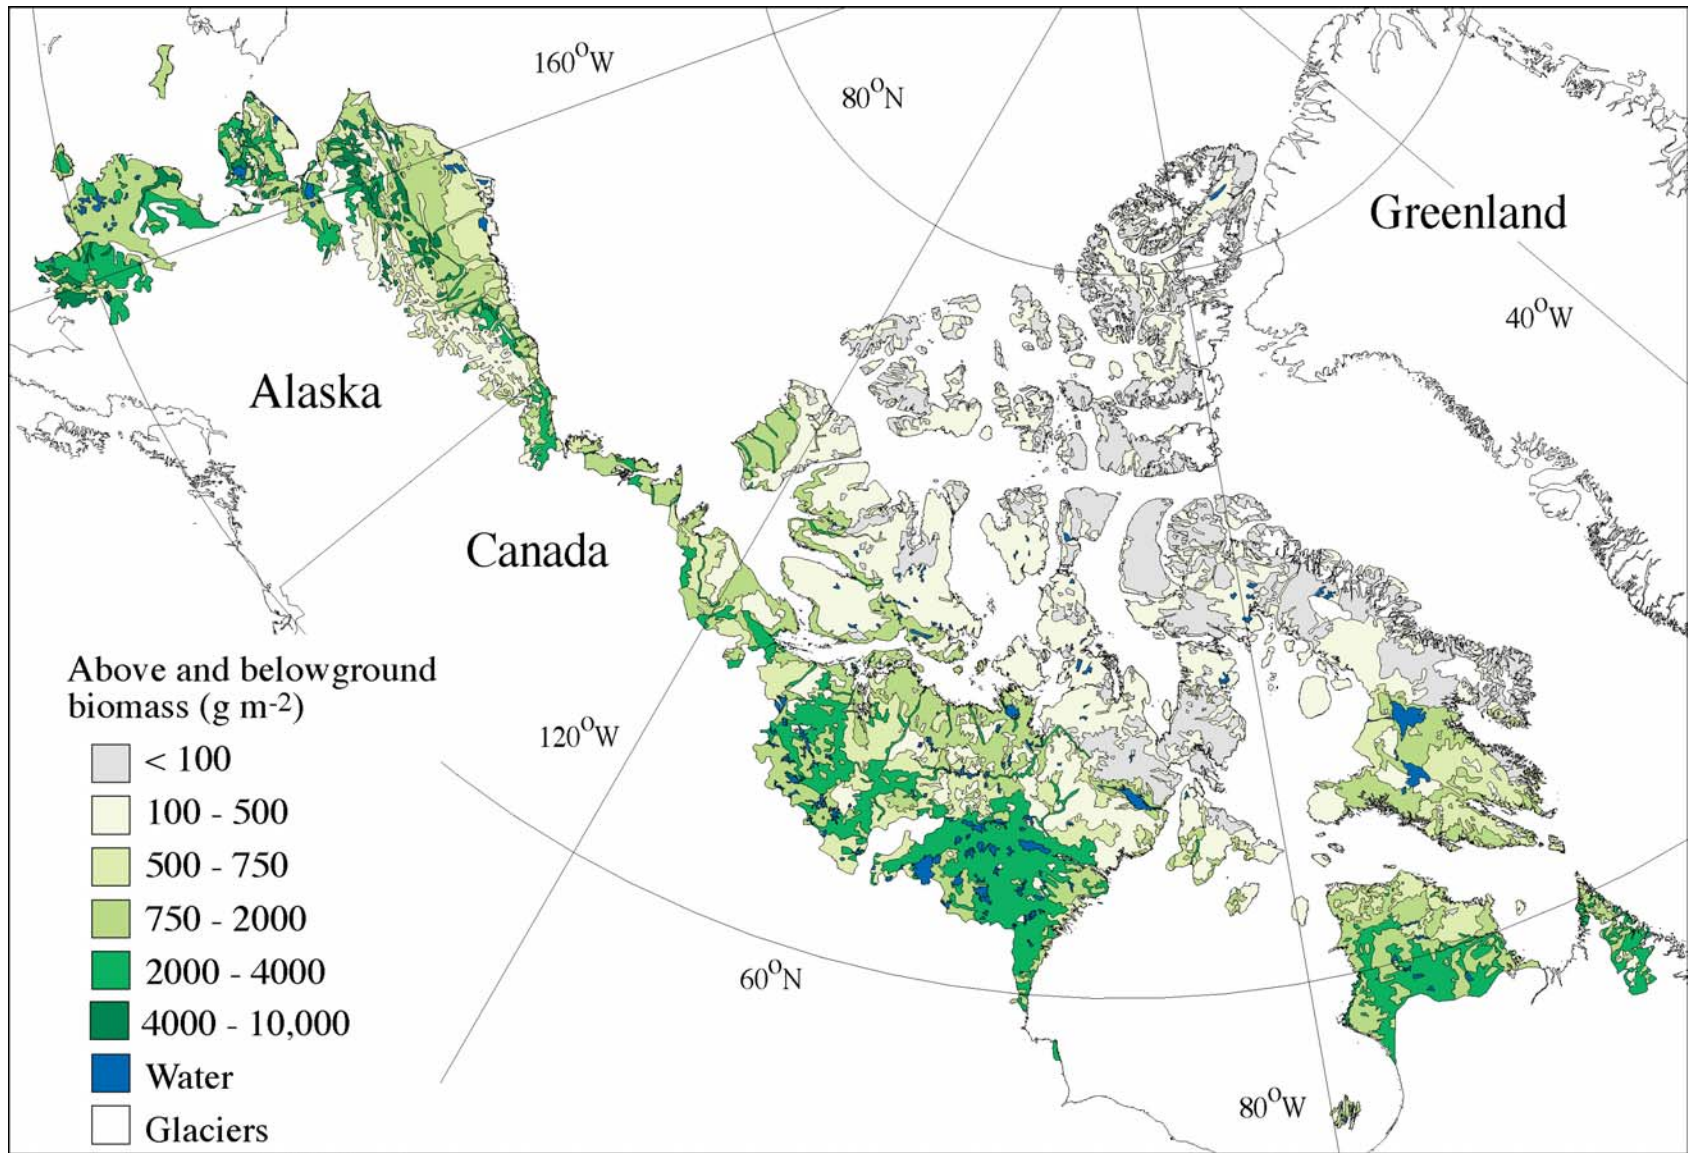 160°W
80°N
Greenland
40°W
Alaska
Canada
Above and belowground
biomass (g m-2)
< 100
100 - 500
500 - 750
750 - 2000
2000 - 4000
4000 - 10,000
Water
Glaciers
120°W
60°N
80°W